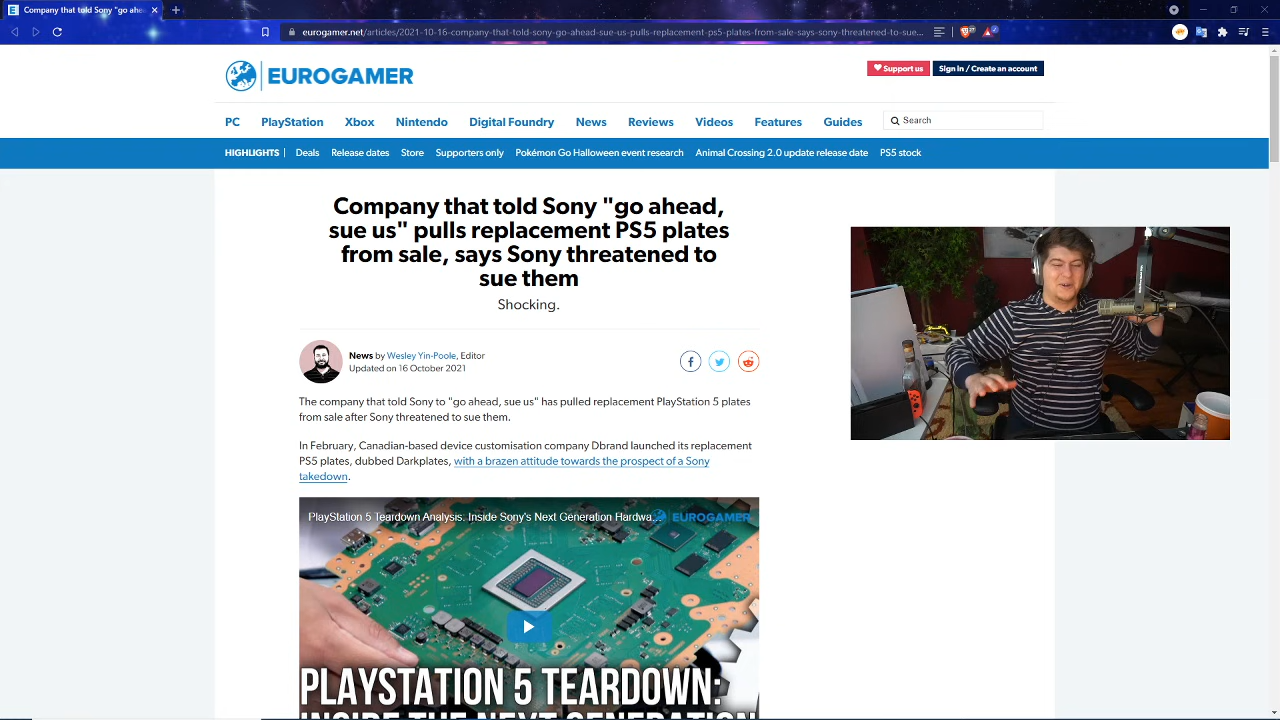 Company that told Sony "go ahea
eurogamer.net/articles/2021-10-16-company-that-told-sony-go-ahead-sue-us-pulls-replacement-ps5-plates-from-sale-says-sony-threatened-to-sue...
EUROGAMER
Support us
Sign in / Create an account
PC PlayStation Xbox Nintendo Digital Foundry News Reviews Videos Features Guides
Search
HIGHLIGHTS | Deals Release dates Store Supporters only Pokémon Go Halloween event research Animal Crossing 2.0 update release date PS5 stock
Company that told Sony "go ahead,
sue us" pulls replacement PS5 plates
from sale, says Sony threatened to
sue them
Shocking.
News by Wesley Yin-Poole, Editor
Updated on 16 October 2021
The company that told Sony to "go ahead, sue us" has pulled replacement PlayStation 5 plates
from sale after Sony threatened to sue them.
In February, Canadian-based device customisation company Dbrand launched its replacement
PS5 plates, dubbed Darkplates, with a brazen attitude towards the prospect of a Sony
takedown.
PlayStation 5 Teardown Analysis: Inside Sony's Next Generation Hardwa...
EUROGAMER
PLAYSTATION 5 TEARDOWN:
INSIDE THE NEXT GENERATION